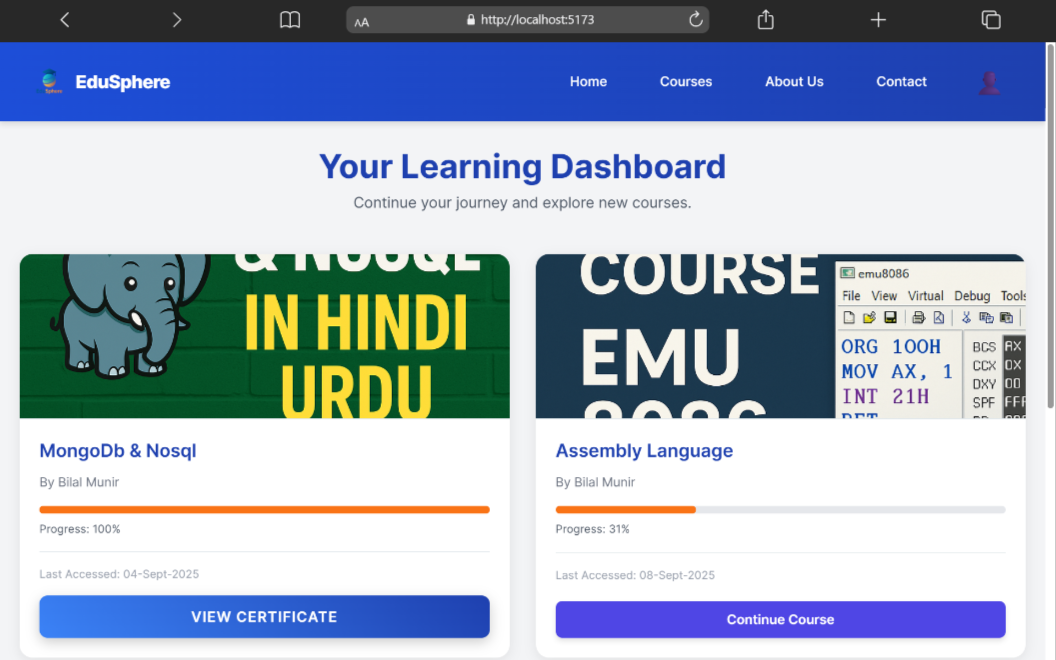 AA http://localhost:5173
EduSphere Home Courses About Us Contact
Your Learning Dashboard
Continue your journey and explore new courses.
& NOSQL
IN HINDI
URDU
COURSE
EMU
8086
emu8086
File View Virtual Debug Tools
ORG 100H
MOV AX, 1
INT 21H
RET
BCS AX
CCX OX
DXY 00
SPF FFF
MongoDb & Nosql
By Bilal Munir
Progress: 100%
Last Accessed: 04-Sept-2025
VIEW CERTIFICATE
Assembly Language
By Bilal Munir
Progress: 31%
Last Accessed: 08-Sept-2025
Continue Course